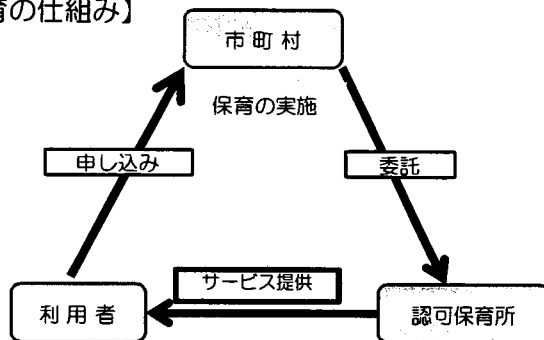 育の仕組み】
市町村
保育の実施
申し込み
委託
サービス提供
利用者
認可保育所